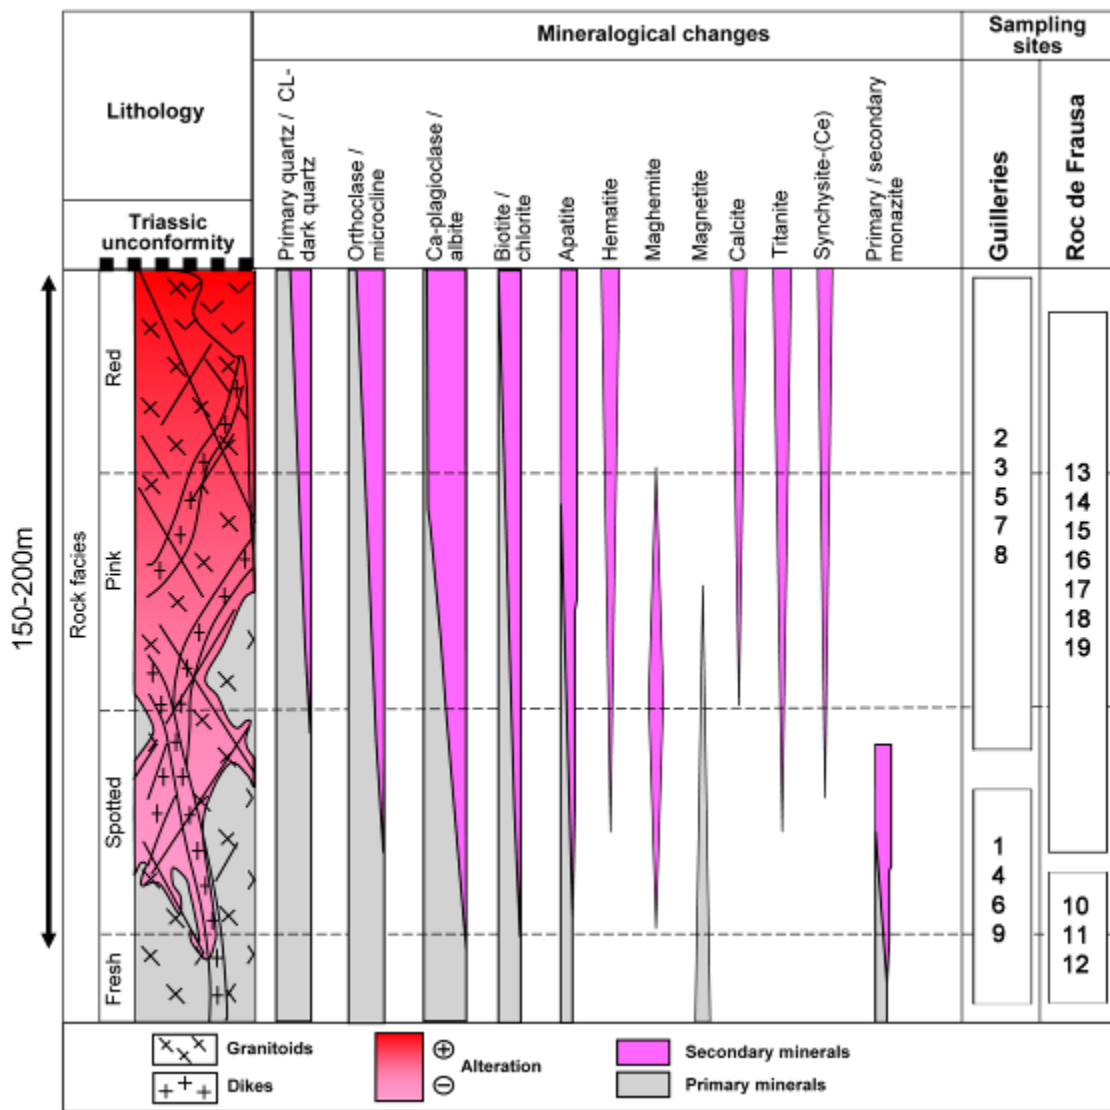 Mineralogical changes
Sampling
sites
Lithology
Triassic
unconformity
Primary quartz / CL-
dark quartz
Orthoclase /
microcline
Ca-plagioclase /
albite
Biotite /
chlorite
Apatite
Hematite
Maghemite
Magnetite
Calcite
Titanite
Synchysite-(Ce)
Primary / secondary
monazite
Guilleries
Roc de Frausa
150-200m
Rock facies
Red
Pink
Spotted
Fresh
2
3
5
7
8
1
4
6
9
13
14
15
16
17
18
19
10
11
12
Granitoids
Dikes
+
Alteration
−
Secondary minerals
Primary minerals